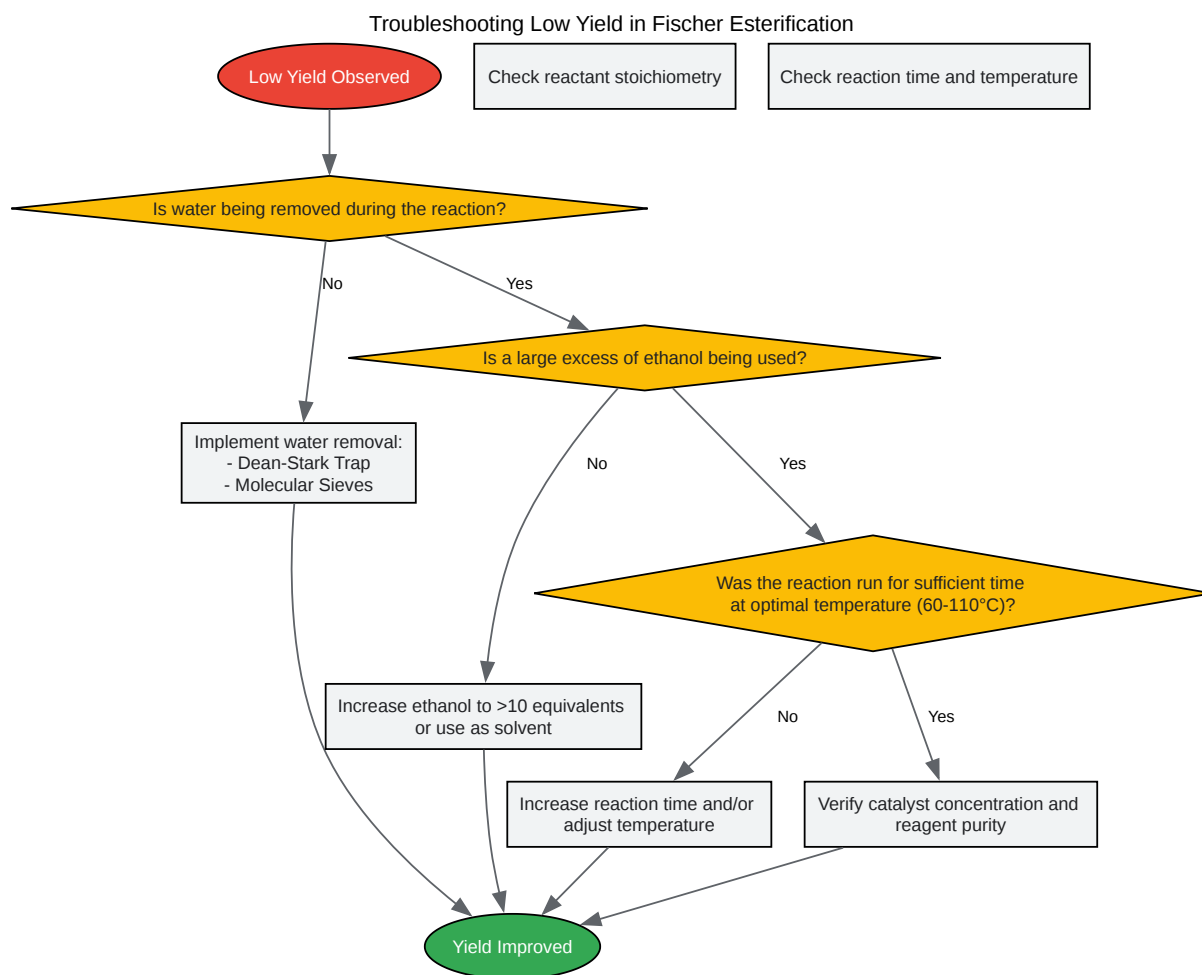 Troubleshooting Low Yield in Fischer Esterification
Low Yield Observed
Check reactant stoichiometry
Check reaction time and temperature
Is water being removed during the reaction?
No
Yes
Is a large excess of ethanol being used?
Implement water removal:
- Dean-Stark Trap
- Molecular Sieves
No
Yes
Was the reaction run for sufficient time
at optimal temperature (60-110°C)?
Increase ethanol to >10 equivalents
or use as solvent
No
Yes
Increase reaction time and/or
adjust temperature
Verify catalyst concentration and
reagent purity
Yield Improved